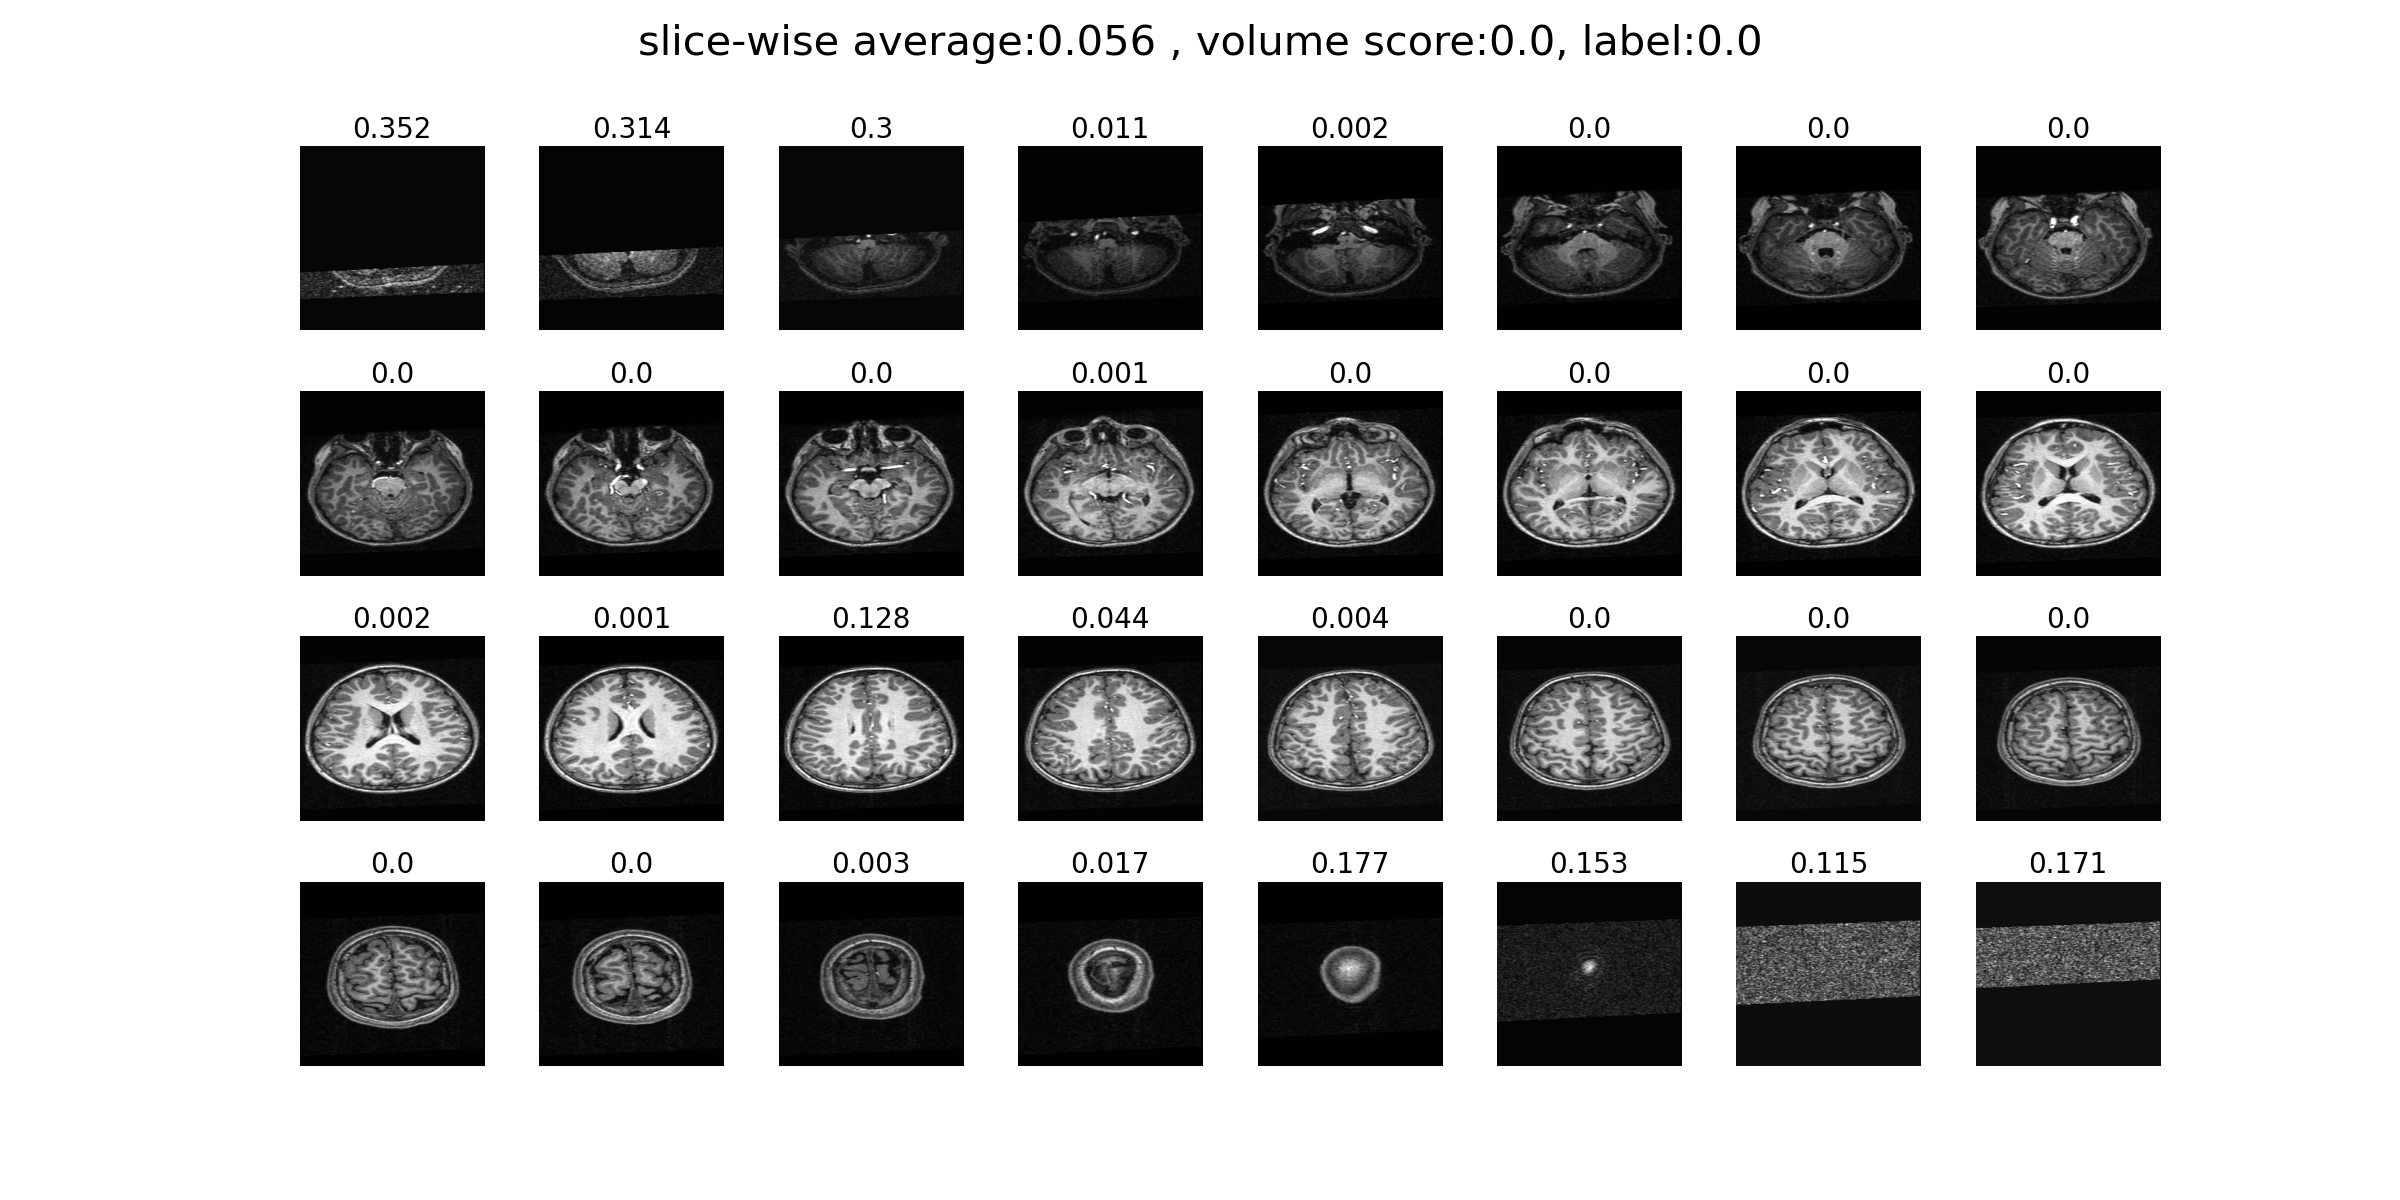 slice-wise average:0.056 , volume score:0.0, label:0.0
0.352 0.314 0.3 0.011 0.002 0.0 0.0 0.0
0.0 0.0 0.0 0.001 0.0 0.0 0.0 0.0
0.002 0.001 0.128 0.044 0.004 0.0 0.0 0.0
0.0 0.0 0.003 0.017 0.177 0.153 0.115 0.171